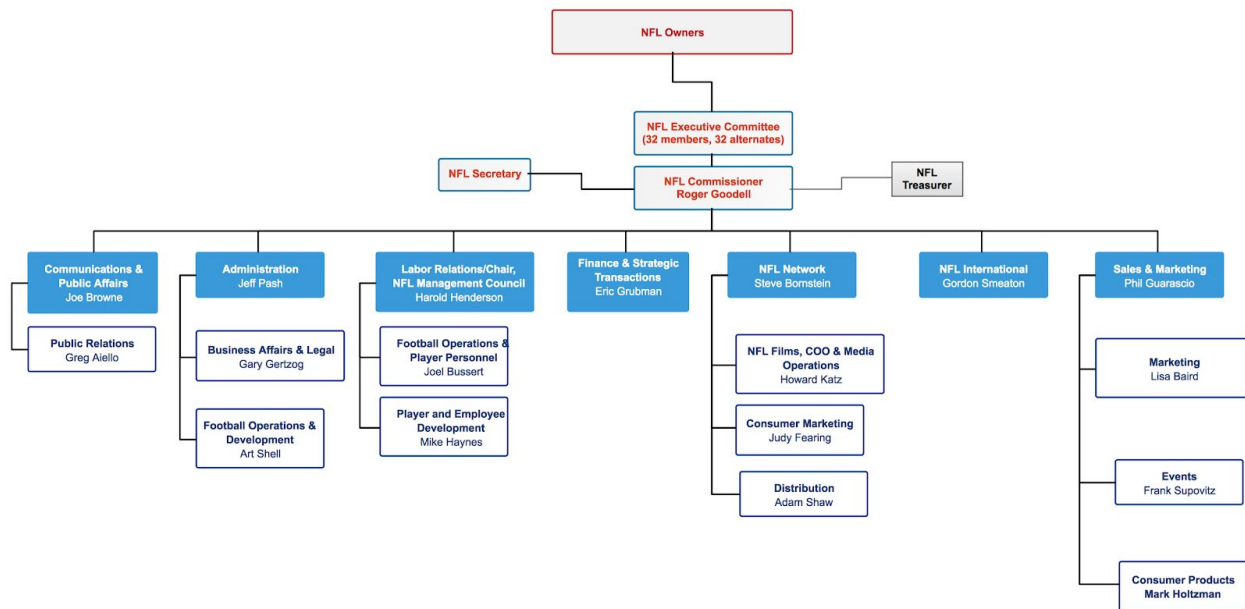 NFL Owners
NFL Executive Committee
(32 members, 32 alternates)
NFL Secretary
NFL Commissioner
Roger Goodell
NFL
Treasurer
Communications &
Public Affairs
Joe Browne
Administration
Jeff Pash
Labor Relations/Chair,
NFL Management Council
Harold Henderson
Finance & Strategic
Transactions
Eric Grubman
NFL Network
Steve Bornstein
NFL International
Gordon Smeaton
Sales & Marketing
Phil Guarascio
Public Relations
Greg Aiello
Business Affairs & Legal
Gary Gertzog
Football Operations &
Player Personnel
Joel Bussert
NFL Films, COO & Media
Operations
Howard Katz
Marketing
Lisa Baird
Football Operations &
Development
Art Shell
Player and Employee
Development
Mike Haynes
Consumer Marketing
Judy Fearing
Distribution
Adam Shaw
Events
Frank Supovitz
Consumer Products
Mark Holtzman